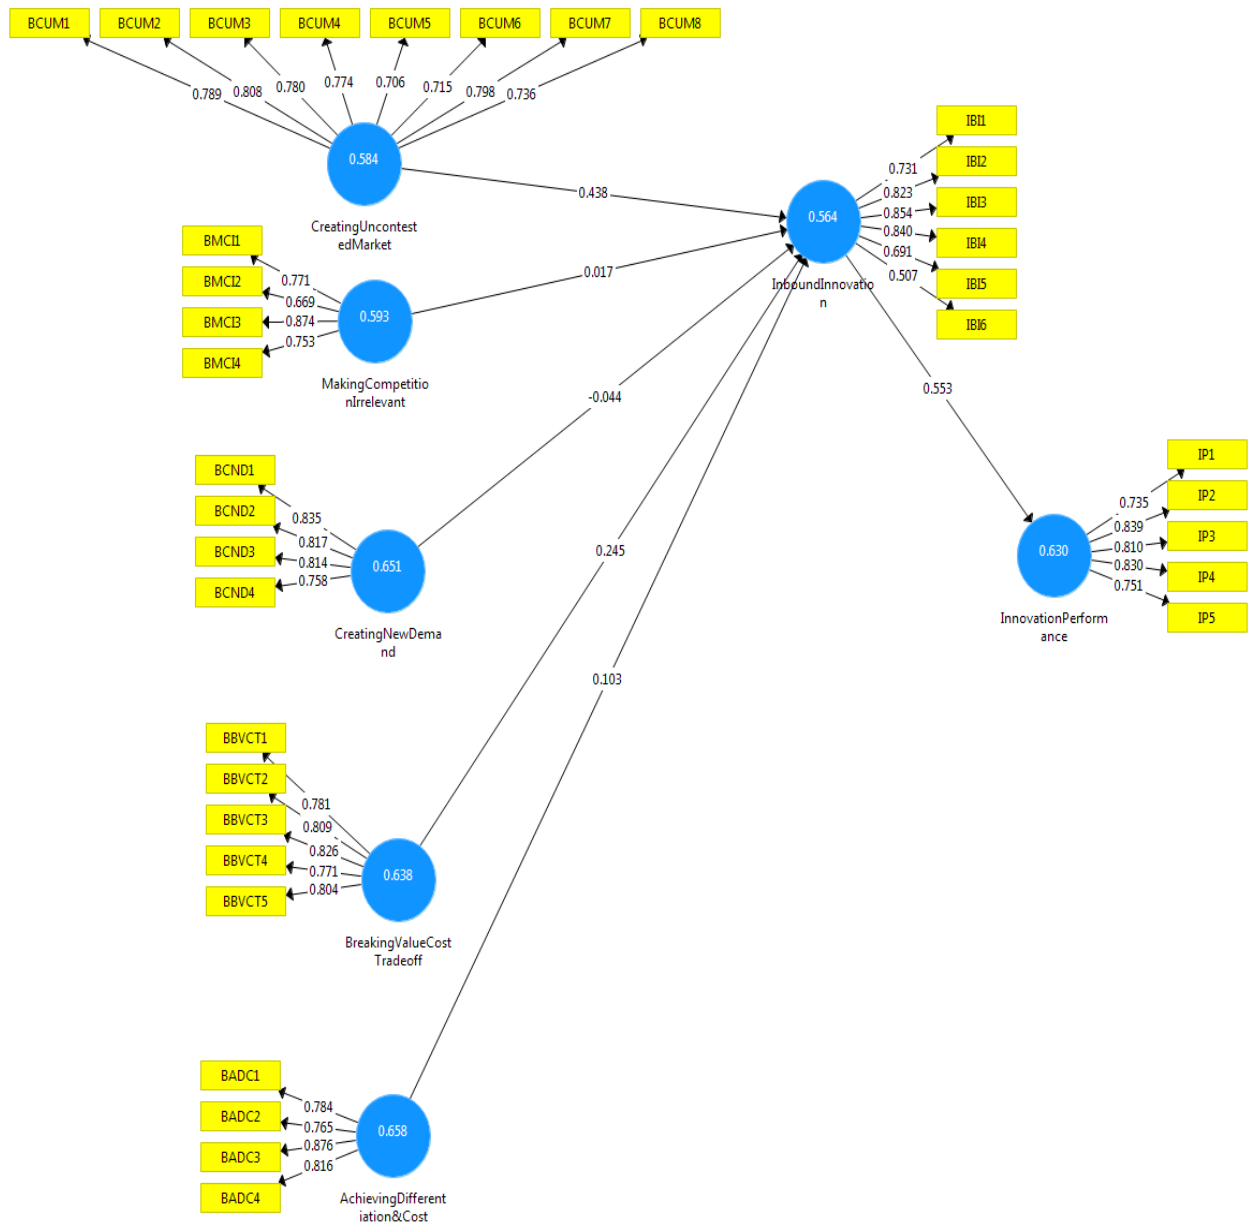 BCUM1 BCUM2 BCUM3 BCUM4 BCUM5 BCUM6 BCUM7 BCUM8
0.789 0.808 0.780 0.774 0.706 0.715 0.798 0.736
0.584
CreatingUncontest
edMarket
0.438
BMCI1
BMCI2
BMCI3
BMCI4
0.771
0.669
0.874
0.753
0.593
MakingCompetitio
nIrrelevant
0.017
BCND1
BCND2
BCND3
BCND4
0.835
0.817
0.814
0.758
0.651
CreatingNewDema
nd
-0.044
BBVCT1
BBVCT2
BBVCT3
BBVCT4
BBVCT5
0.781
0.809
0.826
0.771
0.804
0.638
BreakingValueCost
Tradeoff
0.245
BADC1
BADC2
BADC3
BADC4
0.784
0.765
0.876
0.816
0.658
AchievingDifferent
iation&Cost
0.103
0.564
InboundInnovatio
n
0.731
0.823
0.854
0.840
0.691
0.507
IBI1
IBI2
IBI3
IBI4
IBI5
IBI6
0.553
0.630
InnovationPerform
ance
0.735
0.839
0.810
0.830
0.751
IP1
IP2
IP3
IP4
IP5